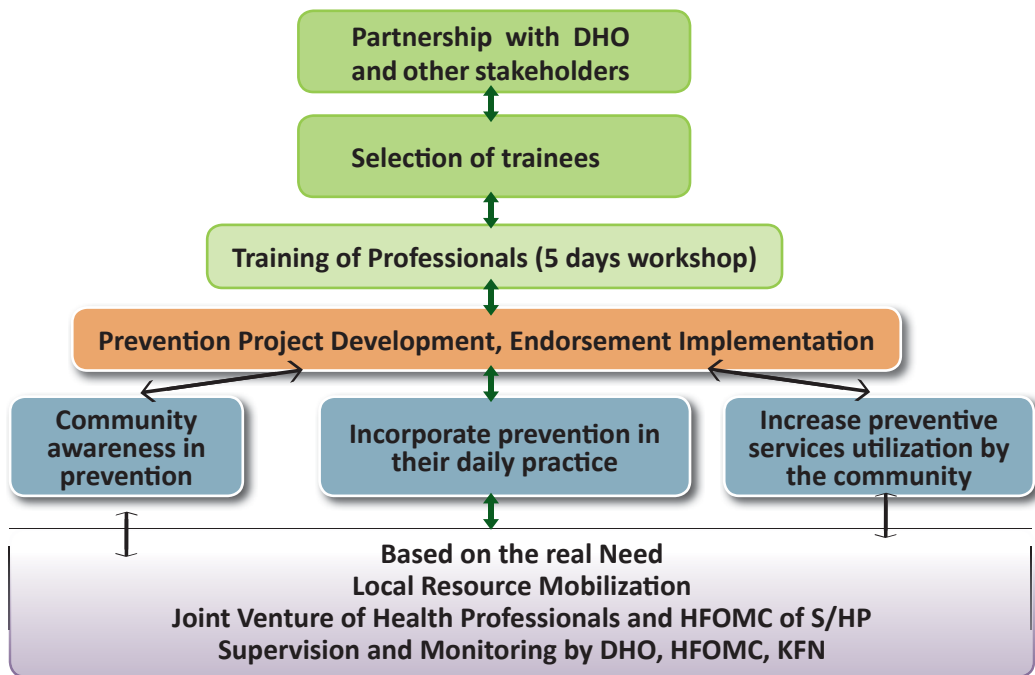 Partnership with DHO
and other stakeholders
Selection of trainees
Training of Professionals (5 days workshop)
Prevention Project Development, Endorsement Implementation
Community
awareness in
prevention
Incorporate prevention in
their daily practice
Increase preventive
services utilization by
the community
Based on the real Need
Local Resource Mobilization
Joint Venture of Health Professionals and HFOMC of S/HP
Supervision and Monitoring by DHO, HFOMC, KFN